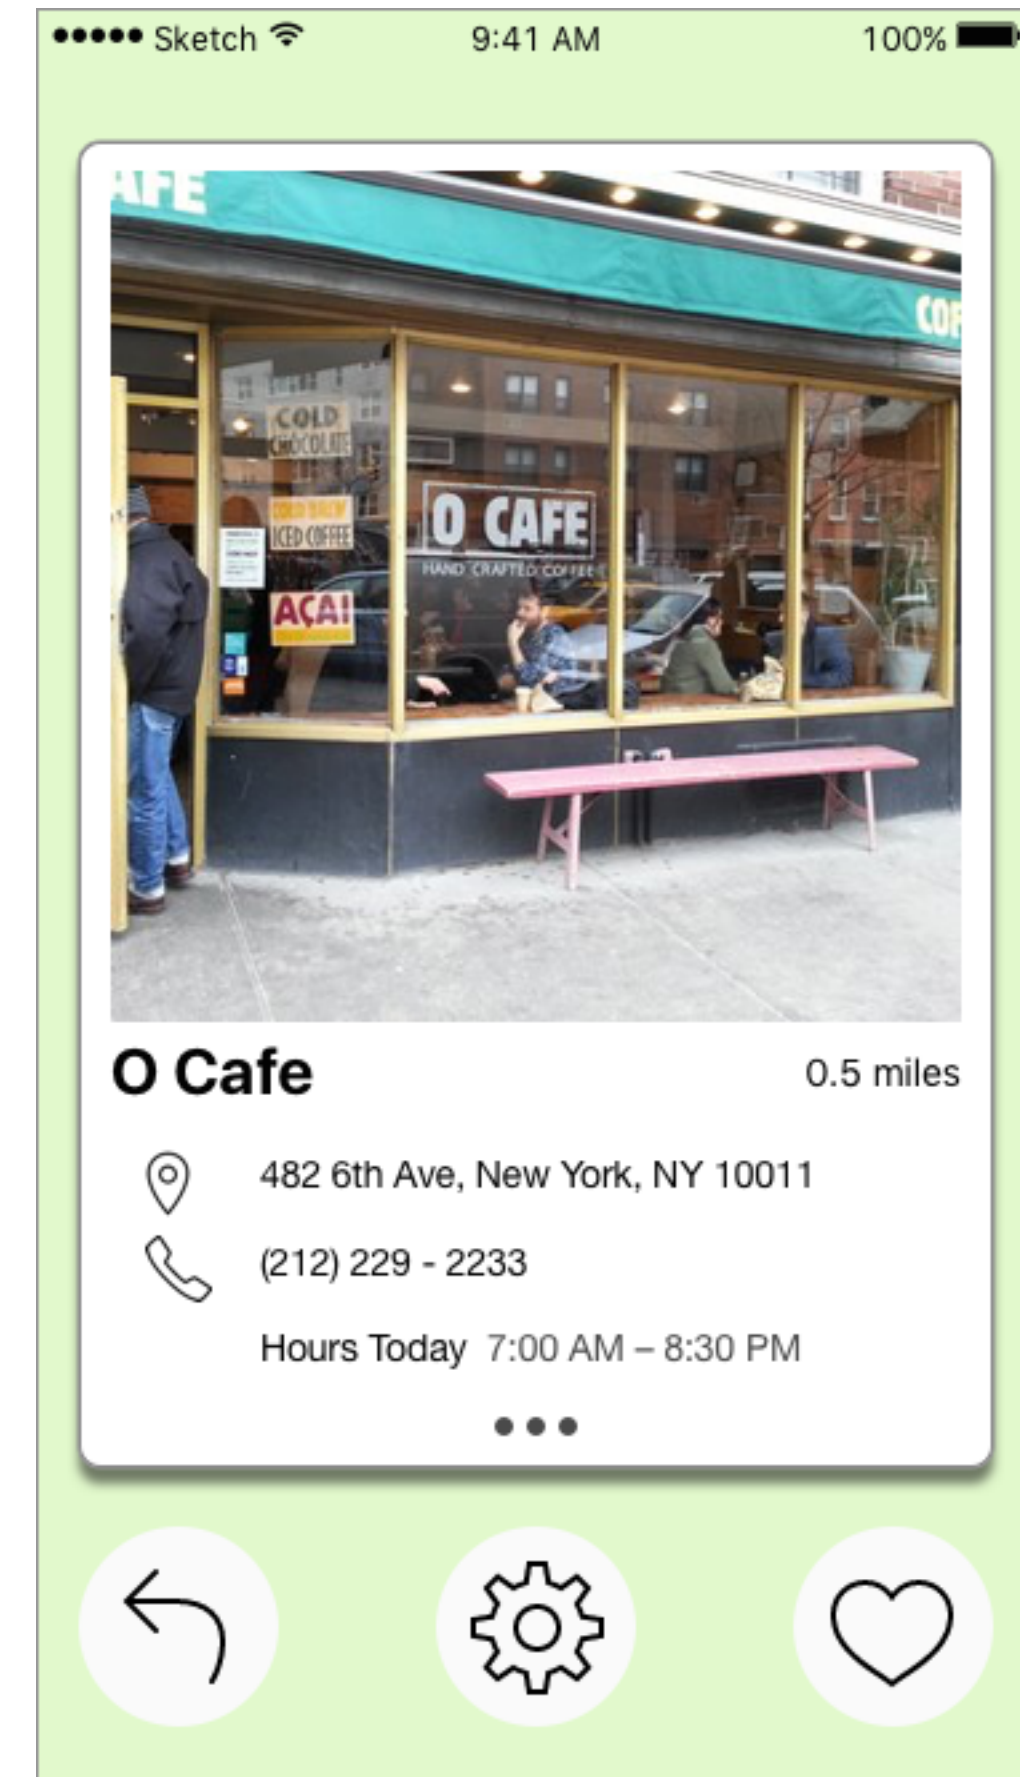 Sketch
9:41 AM
100%
AFE
COF
COLD
CHOCOLATE
COLD BREW
ICED COFFEE
O CAFE
HAND CRAFTED COFFEE
AÇAI
O Cafe
0.5 miles
482 6th Ave, New York, NY 10011
(212) 229 - 2233
Hours Today 7:00 AM – 8:30 PM